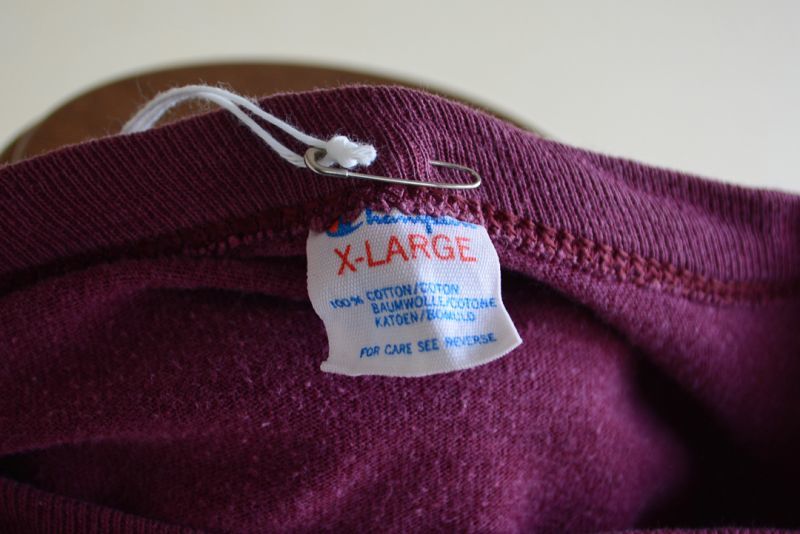 Champion
X-LARGE
100% COTTON/COTON
BAUMWOLLE/COTONE
KATOEN/BOMULD
FOR CARE SEE REVERSE